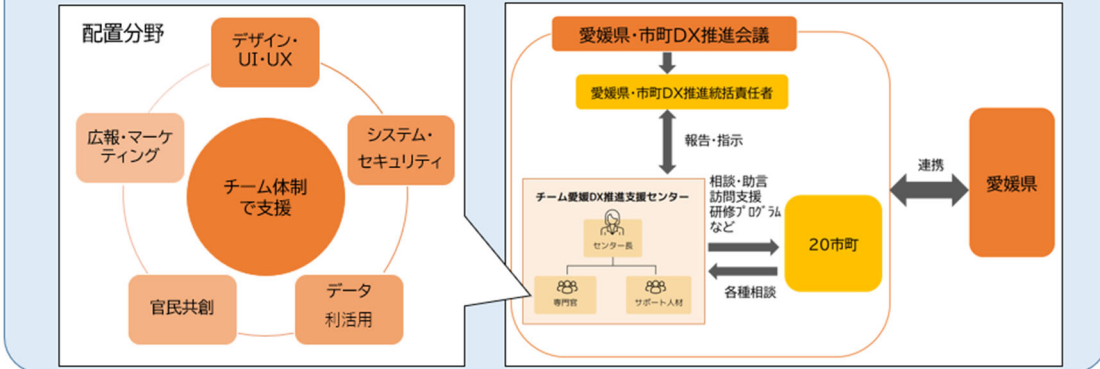 配置分野
デザイン・
UI・UX
システム・
セキュリティ
データ
利活用
官民共創
広報・マーケ
ティング
チーム体制
で支援
愛媛県・市町DX推進会議
愛媛県・市町DX推進統括責任者
報告・指示
チーム愛媛DX推進支援センター
センター長
専門官
サポート人材
相談・助言
訪問支援
研修ﾌﾟﾛｸﾞﾗﾑ
など
各種相談
20市町
連携
愛媛県